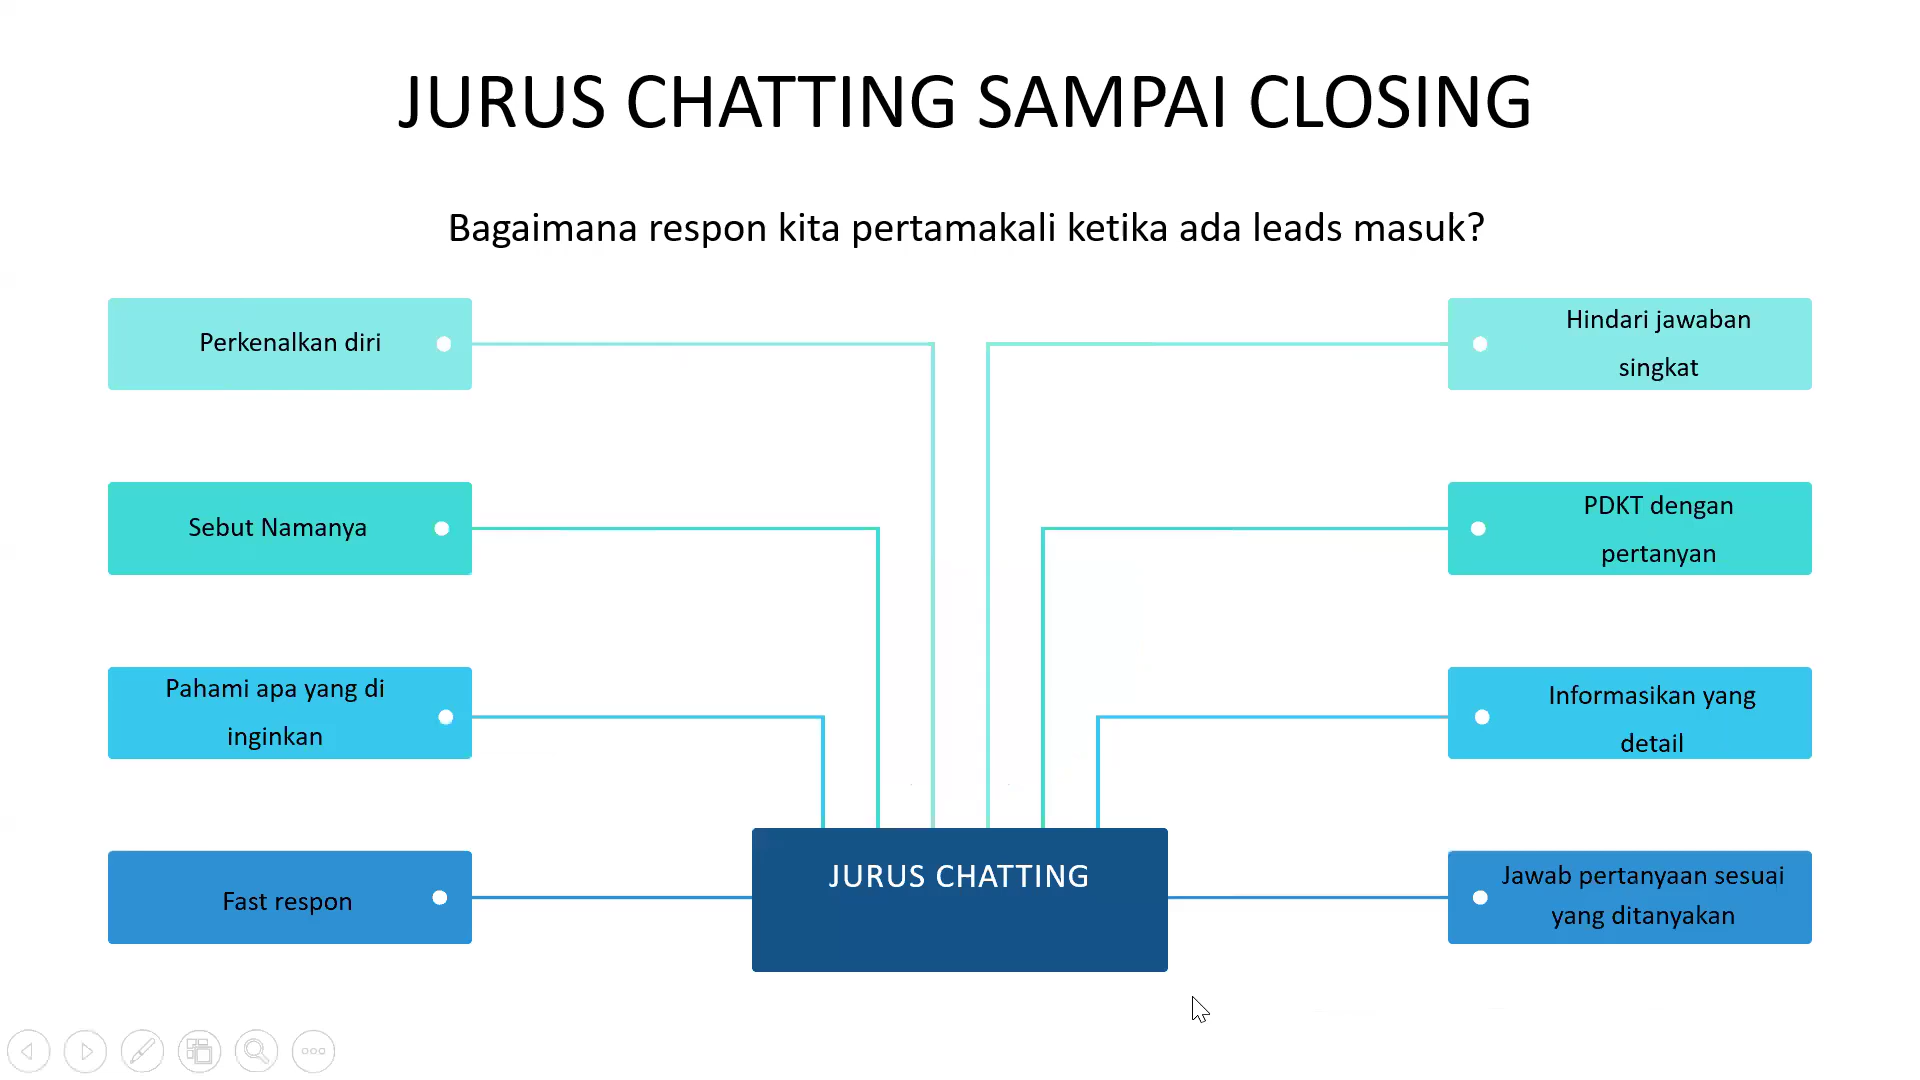 JURUS CHATTING SAMPAI CLOSING
Bagaimana respon kita pertamakali ketika ada leads masuk?
Perkenalkan diri
Sebut Namanya
Pahami apa yang di
inginkan
Fast respon
JURUS CHATTING
Hindari jawaban
singkat
PDKT dengan
pertanyan
Informasikan yang
detail
Jawab pertanyaan sesuai
yang ditanyakan